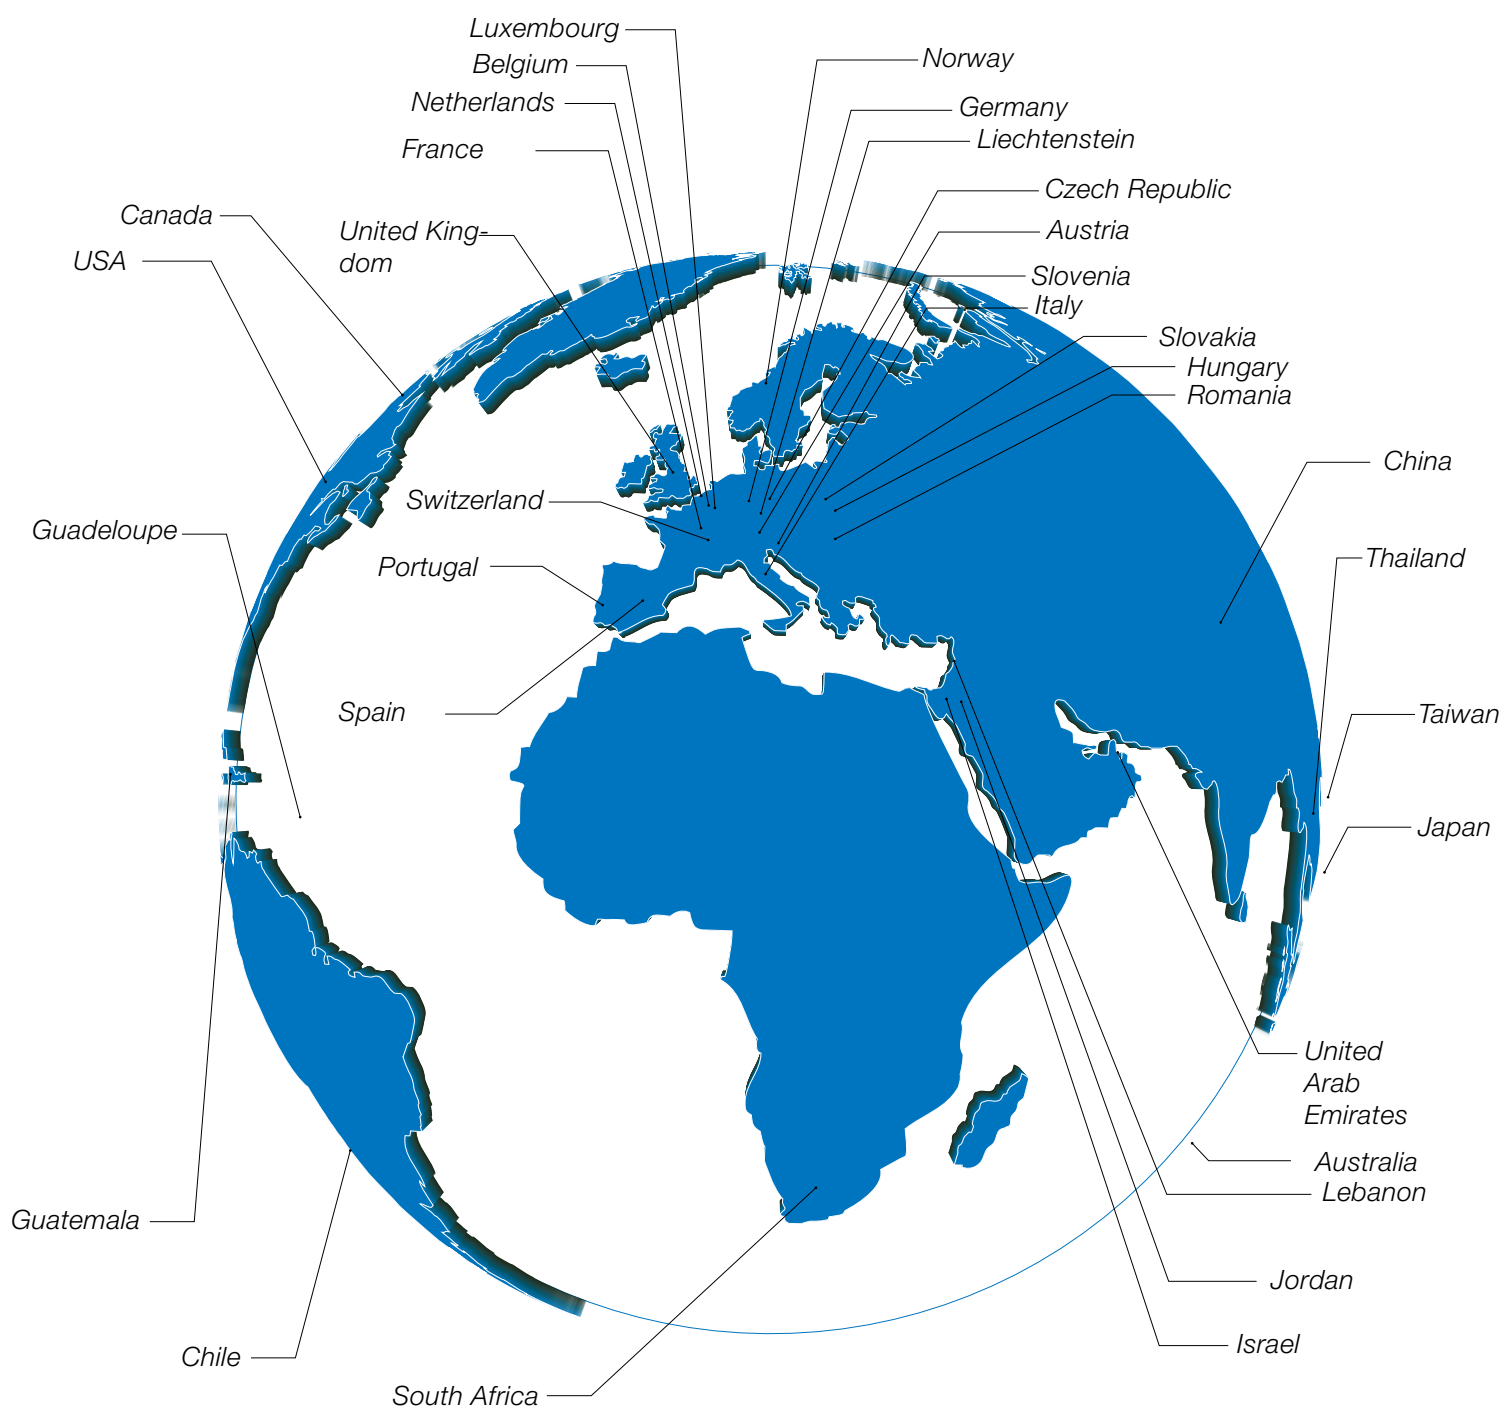 Luxembourg
Belgium
Netherlands
France
Canada
USA
United King-
dom
Norway
Germany
Liechtenstein
Czech Republic
Austria
Slovenia
Italy
Slovakia
Hungary
Romania
China
Thailand
Taiwan
Japan
Switzerland
Guadeloupe
Portugal
Spain
United
Arab
Emirates
Australia
Lebanon
Jordan
Israel
Guatemala
Chile
South Africa